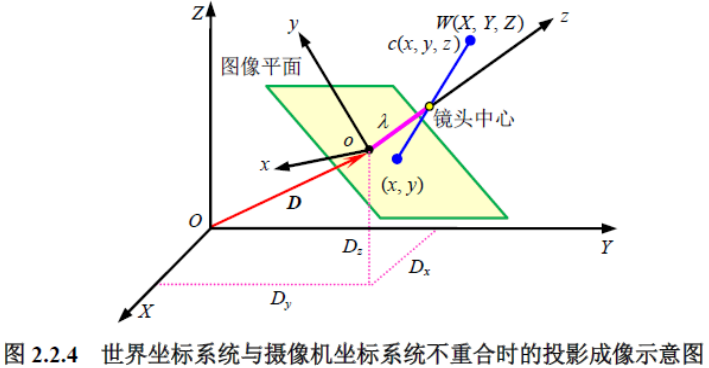 Z
y
W(X, Y, Z)
z
c(x, y, z)
图像平面
λ
镜头中心
o
x
(x, y)
D
O
D_z
Y
D_x
D_y
X
图 2.2.4 世界坐标系统与摄像机坐标系统不重合时的投影成像示意图